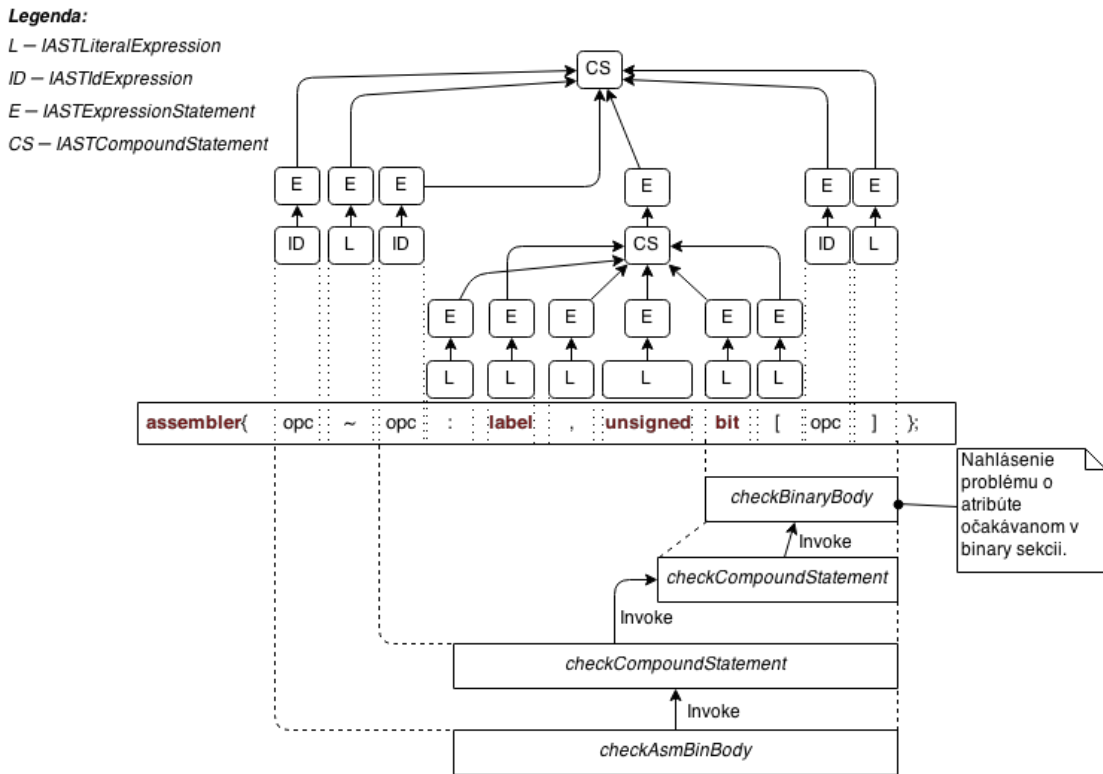 Legenda:
L – IASTLiteralExpression
ID – IASTIdExpression
E – IASTExpressionStatement
CS – IASTCompoundStatement
CS
E E E E E E
ID L ID CS ID L
E E E E E E
L L L L L L
assembler{ opc ~ opc : label , unsigned bit [ opc ] };
checkBinaryBody
Nahlásenie
problému o
atribúte
očakávanom v
binary sekcii.
Invoke
checkCompoundStatement
Invoke
checkCompoundStatement
Invoke
checkAsmBinBody